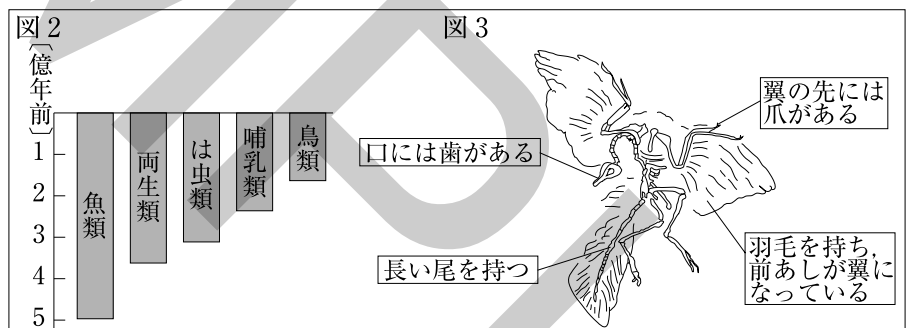 図2
〔億年前〕
1
2
3
4
5
魚類
両生類
は虫類
哺乳類
鳥類
図3
口には歯がある
長い尾を持つ
翼の先には
爪がある
羽毛を持ち,
前あしが翼に
なっている